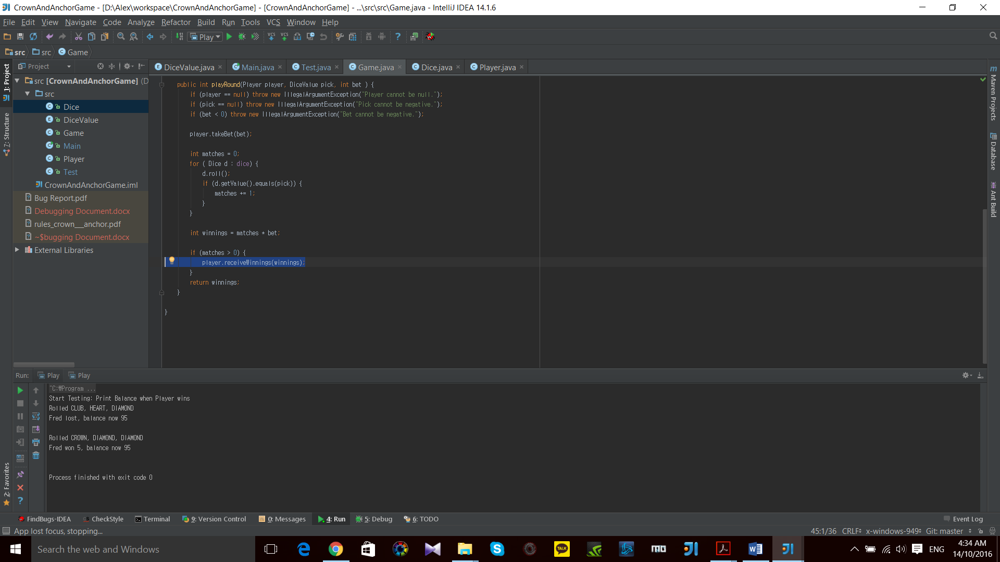 CrownAndAnchorGame - [D:\Alex\workspace\CrownAndAnchorGame] - [CrownAndAnchorGame] - ...\src\src\Game.java - IntelliJ IDEA 14.1.6
File Edit View Navigate Code Analyze Refactor Build Run Tools VCS Window Help
Play
src src Game
Project
DiceValue.java Main.java Test.java Game.java Dice.java Player.java
1: Project
7: Structure
2: Favorites
src [CrownAndAnchorGame] (D
src
Dice
DiceValue
Game
Main
Player
Test
CrownAndAnchorGame.iml
Bug Report.pdf
Debugging Document.docx
rules_crown__anchor.pdf
~$bugging Document.docx
External Libraries
public int playRound(Player player, DiceValue pick, int bet ) {
if (player == null) throw new IllegalArgumentException("Player cannot be null.");
if (pick == null) throw new IllegalArgumentException("Pick cannot be negative.");
if (bet < 0) throw new IllegalArgumentException("Bet cannot be negative.");
player.takeBet(bet);
int matches = 0;
for ( Dice d : dice) {
d.roll();
if (d.getValue().equals(pick)) {
matches += 1;
}
}
int winnings = matches * bet;
if (matches > 0) {
player.receiveWinnings(winnings);
}
return winnings;
}
}
Maven Projects
Database
Ant Build
Run: Play Play
"C:₩Program ...
Start Testing: Print Balance when Player wins
Rolled CLUB, HEART, DIAMOND
Fred lost, balance now 95
Rolled CROWN, DIAMOND, DIAMOND
Fred won 5, balance now 95
Process finished with exit code 0
FindBugs-IDEA CheckStyle Terminal 9: Version Control 0: Messages 4: Run 5: Debug 6: TODO Event Log
App lost focus, stopping... 45:1/36 CRLF x-windows-949 Git: master
Search the web and Windows
TALK
ENG
4:34 AM
14/10/2016